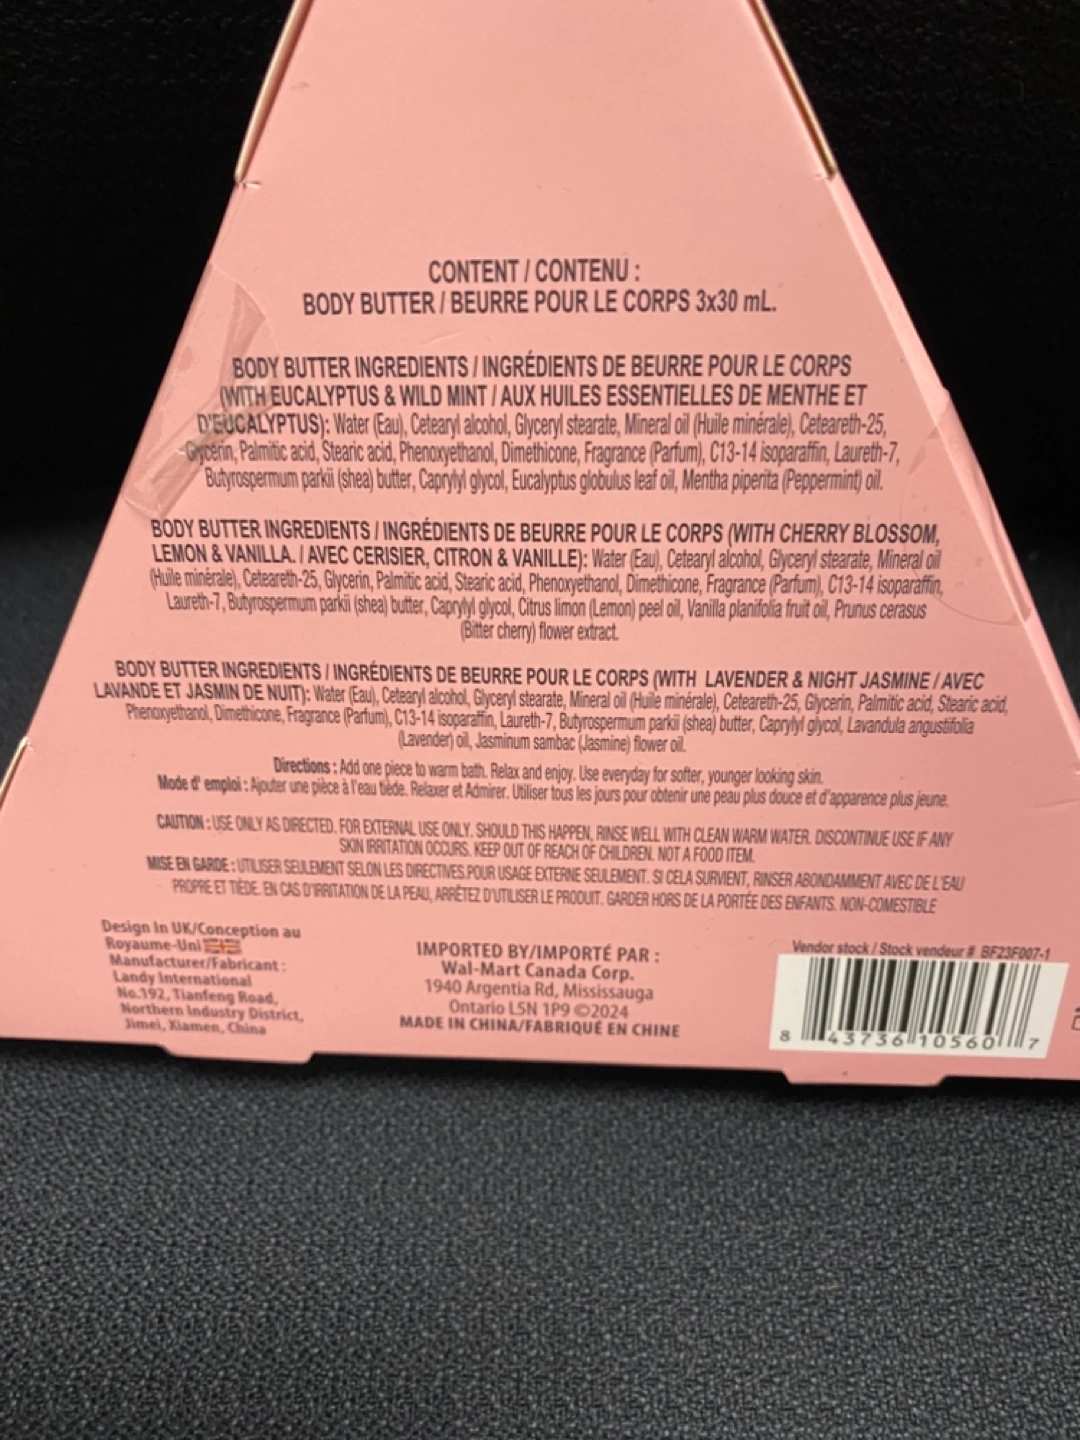 CONTENT / CONTENU :
BODY BUTTER / BEURRE POUR LE CORPS 3x30 mL.
BODY BUTTER INGREDIENTS / INGRÉDIENTS DE BEURRE POUR LE CORPS
(WITH EUCALYPTUS & WILD MINT / AUX HUILES ESSENTIELLES DE MENTHE ET
D'EUCALYPTUS): Water (Eau), Cetearyl alcohol, Glyceryl stearate, Mineral oil (Huile minérale), Ceteareth-25,
Glycerin, Palmitic acid, Stearic acid, Phenoxyethanol, Dimethicone, Fragrance (Parfum), C13-14 isoparaffin, Laureth-7,
Butyrospermum parkii (shea) butter, Caprylyl glycol, Eucalyptus globulus leaf oil, Mentha piperita (Peppermint) oil.
BODY BUTTER INGREDIENTS / INGRÉDIENTS DE BEURRE POUR LE CORPS (WITH CHERRY BLOSSOM,
LEMON & VANILLA. / AVEC CERISIER, CITRON & VANILLE): Water (Eau), Cetearyl alcohol, Glyceryl stearate, Mineral oil
(Huile minérale), Ceteareth-25, Glycerin, Palmitic acid, Stearic acid, Phenoxyethanol, Dimethicone, Fragrance (Parfum), C13-14 isoparaffin,
Laureth-7, Butyrospermum parkii (shea) butter, Caprylyl glycol, Citrus limon (Lemon) peel oil, Vanilla planifolia fruit oil, Prunus cerasus
(Bitter cherry) flower extract.
BODY BUTTER INGREDIENTS / INGRÉDIENTS DE BEURRE POUR LE CORPS (WITH LAVENDER & NIGHT JASMINE / AVEC
LAVANDE ET JASMIN DE NUIT): Water (Eau), Cetearyl alcohol, Glyceryl stearate, Mineral oil (Huile minérale), Ceteareth-25, Glycerin, Palmitic acid, Stearic acid,
Phenoxyethanol, Dimethicone, Fragrance (Parfum), C13-14 isoparaffin, Laureth-7, Butyrospermum parkii (shea) butter, Caprylyl glycol, Lavandula angustifolia
(Lavender) oil, Jasminum sambac (Jasmine) flower oil.
Directions : Add one piece to warm bath. Relax and enjoy. Use everyday for softer, younger looking skin.
Mode d' emploi : Ajouter une pièce à l'eau tiède. Relaxer et Admirer. Utiliser tous les jours pour obtenir une peau plus douce et d'apparence plus jeune.
CAUTION : USE ONLY AS DIRECTED. FOR EXTERNAL USE ONLY. SHOULD THIS HAPPEN, RINSE WELL WITH CLEAN WARM WATER. DISCONTINUE USE IF ANY
SKIN IRRITATION OCCURS. KEEP OUT OF REACH OF CHILDREN. NOT A FOOD ITEM.
MISE EN GARDE : UTILISER SEULEMENT SELON LES DIRECTIVES.POUR USAGE EXTERNE SEULEMENT. SI CELA SURVIENT, RINSER ABONDAMMENT AVEC DE L'EAU
PROPRE ET TIÈDE. EN CAS D'IRRITATION DE LA PEAU, ARRÊTEZ D'UTILISER LE PRODUIT. GARDER HORS DE LA PORTÉE DES ENFANTS. NON-COMESTIBLE
Design in UK/Conception au
Royaume-Uni
Manufacturer/Fabricant :
Landy International
No.192, Tianfeng Road,
Northern Industry District,
Jimei, Xiamen, China
IMPORTED BY/IMPORTÉ PAR :
Wal-Mart Canada Corp.
1940 Argentia Rd, Mississauga
Ontario L5N 1P9 ©2024
MADE IN CHINA/FABRIQUÉ EN CHINE
Vendor stock / Stock vendeur # BF23F007-1
8 43736 10560 7